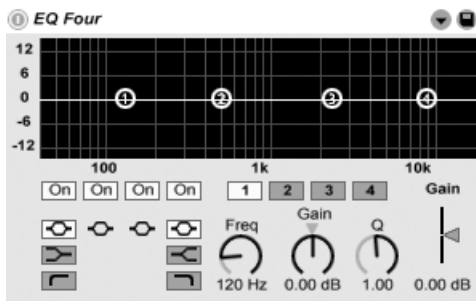 EQ Four
12
6
0
-6
-12
1 2 3 4
100 1k 10k
On On On On 1 2 3 4 Gain
Freq Gain Q
120 Hz 0.00 dB 1.00 0.00 dB